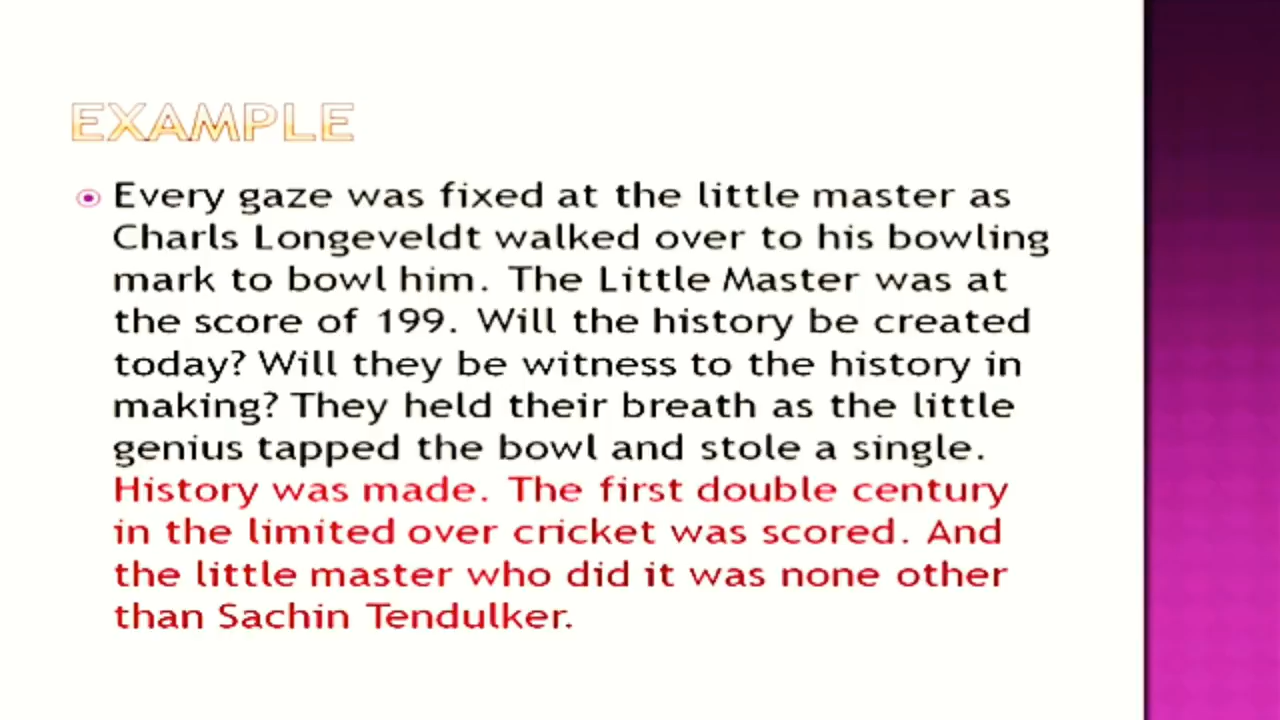 EXAMPLE
Every gaze was fixed at the little master as
Charls Longeveldt walked over to his bowling
mark to bowl him. The Little Master was at
the score of 199. Will the history be created
today? Will they be witness to the history in
making? They held their breath as the little
genius tapped the bowl and stole a single.
History was made. The first double century
in the limited over cricket was scored. And
the little master who did it was none other
than Sachin Tendulker.